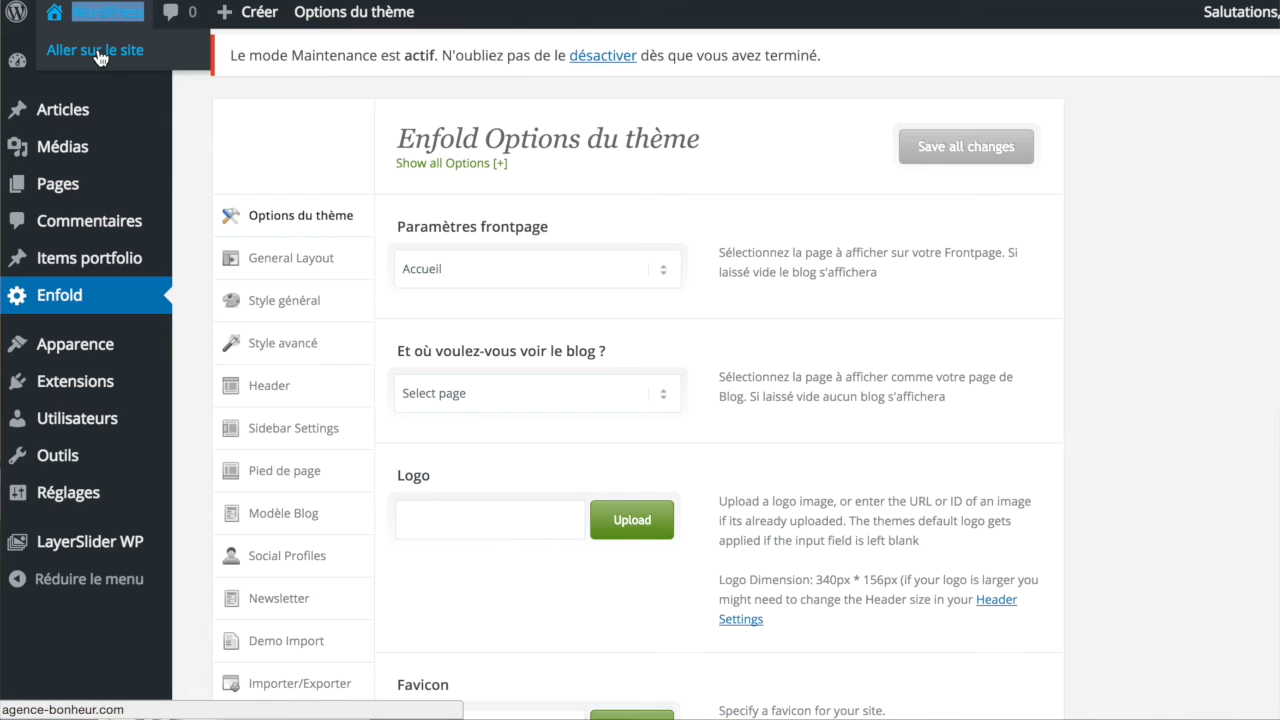 0
Créer
Options du thème
Salutations,
Aller sur le site
Le mode Maintenance est actif. N'oubliez pas de le désactiver dès que vous avez terminé.
Articles
Médias
Pages
Commentaires
Items portfolio
Enfold
Apparence
Extensions
Utilisateurs
Outils
Réglages
LayerSlider WP
Réduire le menu
Enfold Options du thème
Show all Options [+]
Save all changes
Options du thème
General Layout
Style général
Style avancé
Header
Sidebar Settings
Pied de page
Modèle Blog
Social Profiles
Newsletter
Demo Import
Importer/Exporter
Paramètres frontpage
Accueil
Sélectionnez la page à afficher sur votre Frontpage. Si
laissé vide le blog s'affichera
Et où voulez-vous voir le blog ?
Select page
Sélectionnez la page à afficher comme votre page de
Blog. Si laissé vide aucun blog s'affichera
Logo
Upload
Upload a logo image, or enter the URL or ID of an image
if its already uploaded. The themes default logo gets
applied if the input field is left blank
Logo Dimension: 340px * 156px (if your logo is larger you
might need to change the Header size in your Header
Settings
Favicon
Specify a favicon for your site.
agence-bonheur.com